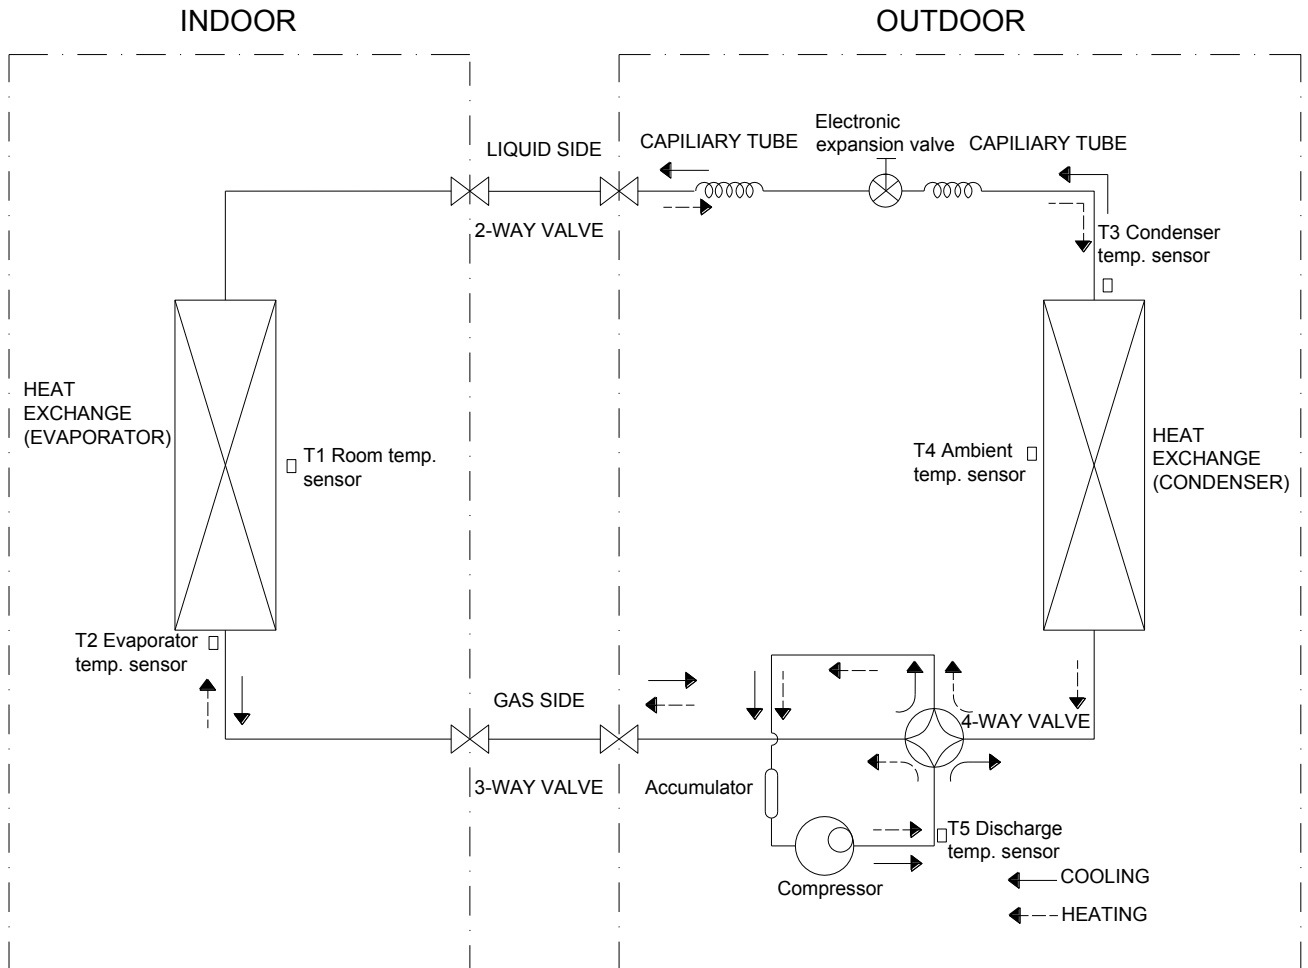 INDOOR
OUTDOOR
LIQUID SIDE
CAPILIARY TUBE
Electronic
expansion valve
CAPILIARY TUBE
2-WAY VALVE
T3 Condenser
temp. sensor
HEAT
EXCHANGE
(EVAPORATOR)
T1 Room temp.
sensor
T4 Ambient
temp. sensor
HEAT
EXCHANGE
(CONDENSER)
T2 Evaporator
temp. sensor
GAS SIDE
4-WAY VALVE
3-WAY VALVE
Accumulator
T5 Discharge
temp. sensor
Compressor
COOLING
HEATING